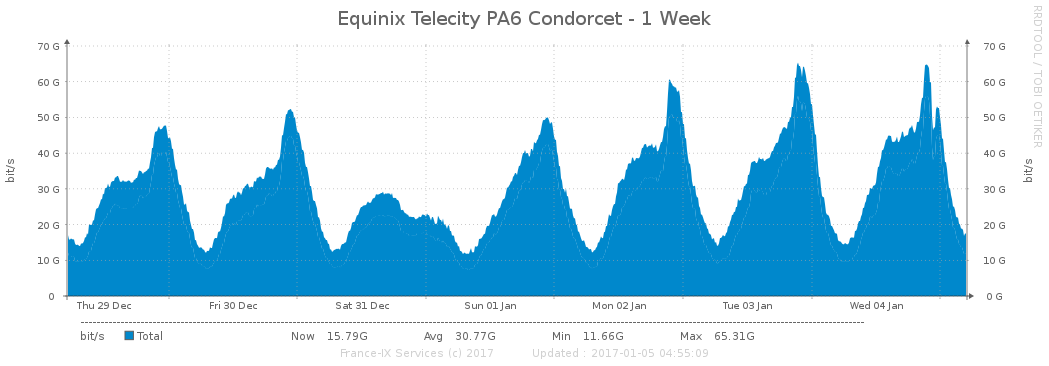 Equinix Telecity PA6 Condorcet - 1 Week
RRDTOOL / TOBI OETIKER
bit/s
bit/s
70 G
60 G
50 G
40 G
30 G
20 G
10 G
0
70 G
60 G
50 G
40 G
30 G
20 G
10 G
0 G
Thu 29 Dec Fri 30 Dec Sat 31 Dec Sun 01 Jan Mon 02 Jan Tue 03 Jan Wed 04 Jan
bit/s Total Now 15.79G Avg 30.77G Min 11.66G Max 65.31G
France-IX Services (c) 2017 Updated : 2017-01-05 04:55:09